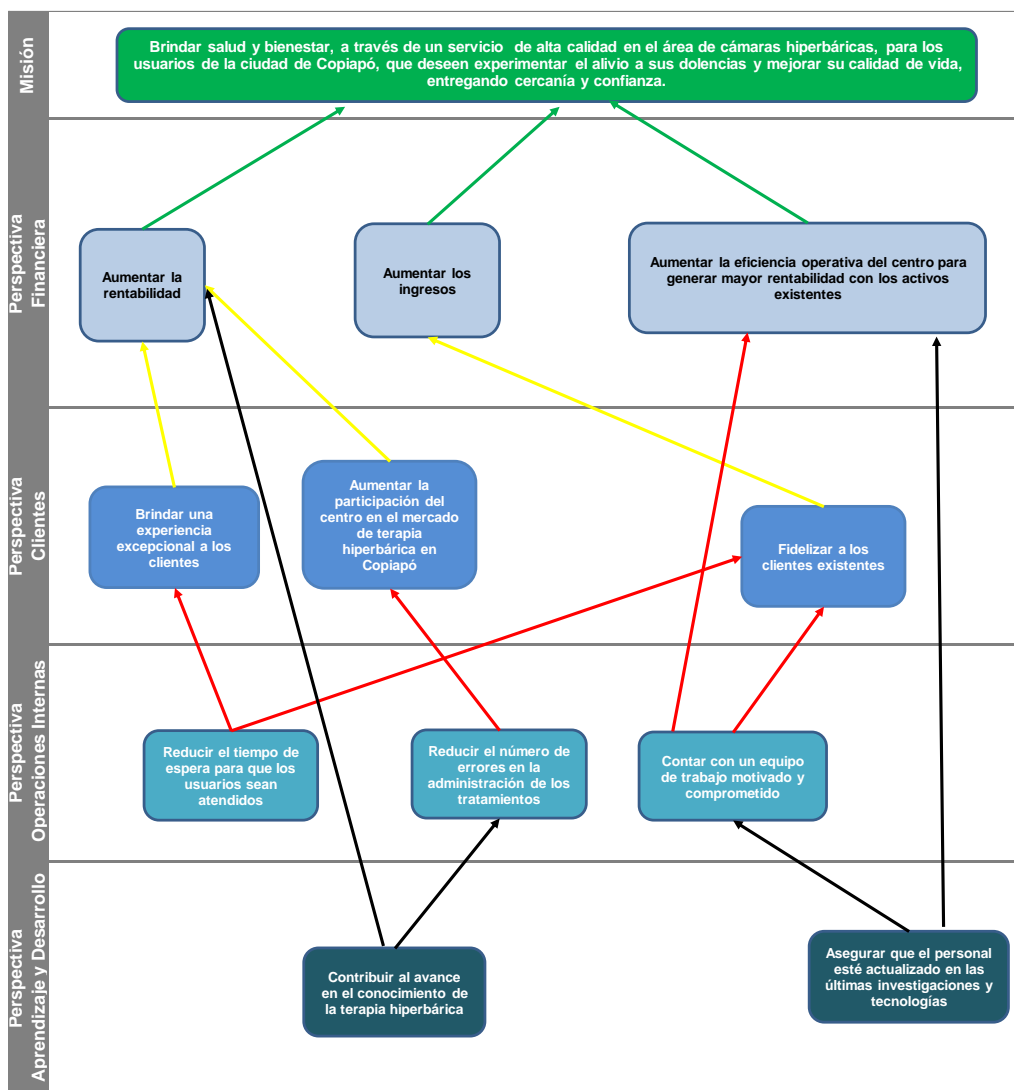 Misión
Brindar salud y bienestar, a través de un servicio de alta calidad en el área de cámaras hiperbáricas, para los
usuarios de la ciudad de Copiapó, que deseen experimentar el alivio a sus dolencias y mejorar su calidad de vida,
entregando cercanía y confianza.
Perspectiva
Financiera
Aumentar la
rentabilidad
Aumentar los
ingresos
Aumentar la eficiencia operativa del centro para
generar mayor rentabilidad con los activos
existentes
Perspectiva
Clientes
Brindar una
experiencia
excepcional a los
clientes
Aumentar la
participación del
centro en el mercado
de terapia
hiperbárica en
Copiapó
Fidelizar a los
clientes existentes
Perspectiva
Operaciones Internas
Reducir el tiempo de
espera para que los
usuarios sean
atendidos
Reducir el número de
errores en la
administración de los
tratamientos
Contar con un equipo
de trabajo motivado y
comprometido
Perspectiva
Aprendizaje y Desarrollo
Contribuir al avance
en el conocimiento de
la terapia hiperbárica
Asegurar que el personal
esté actualizado en las
últimas investigaciones y
tecnologías